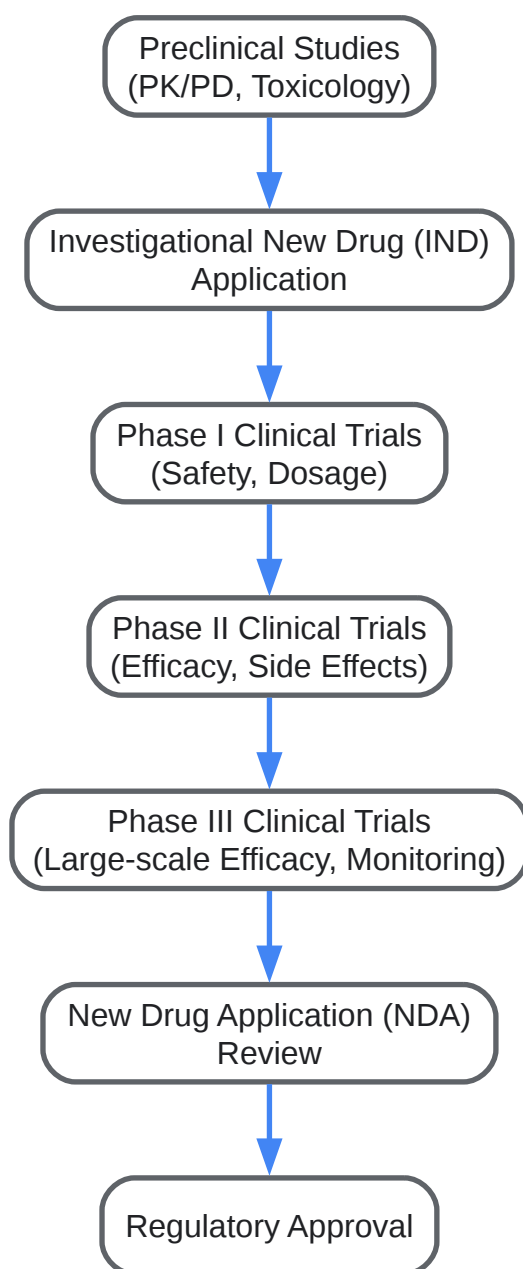 Preclinical Studies
(PK/PD, Toxicology)
Investigational New Drug (IND)
Application
Phase I Clinical Trials
(Safety, Dosage)
Phase II Clinical Trials
(Efficacy, Side Effects)
Phase III Clinical Trials
(Large-scale Efficacy, Monitoring)
New Drug Application (NDA)
Review
Regulatory Approval